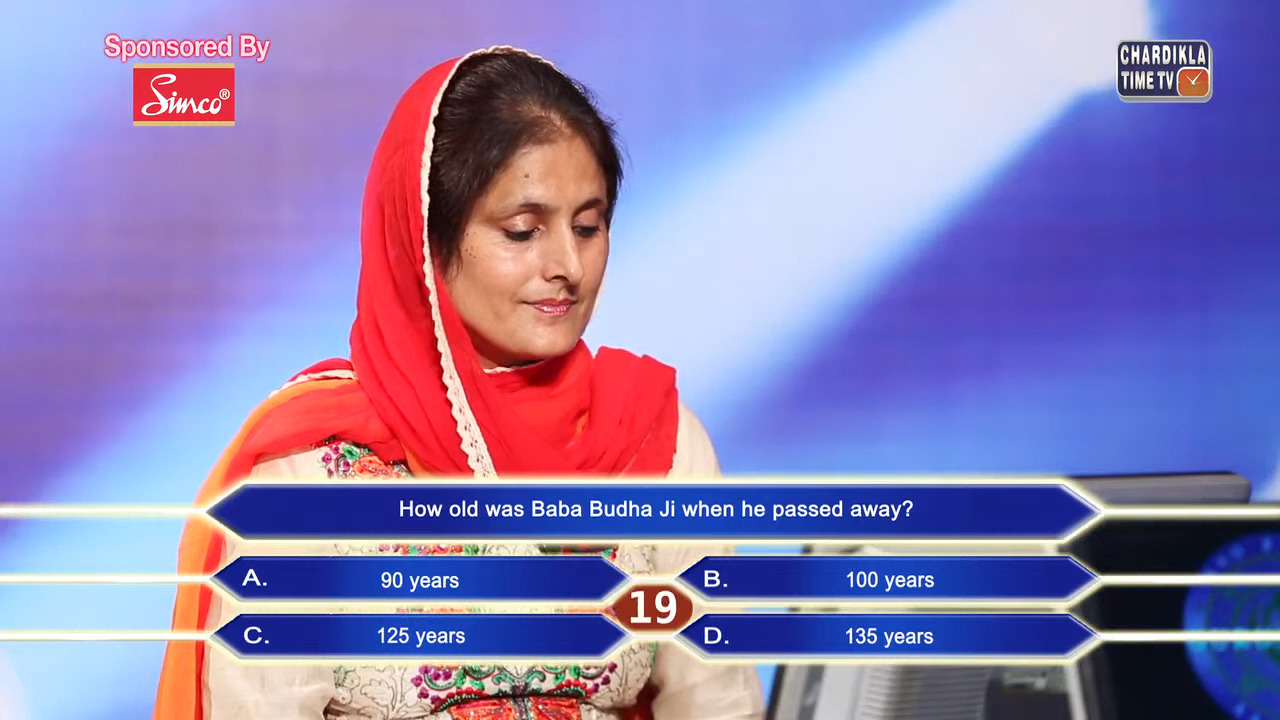 Sponsored By
Simco®
CHARDIKLA
TIME TV
How old was Baba Budha Ji when he passed away?
A. 90 years
B. 100 years
19
C. 125 years
D. 135 years